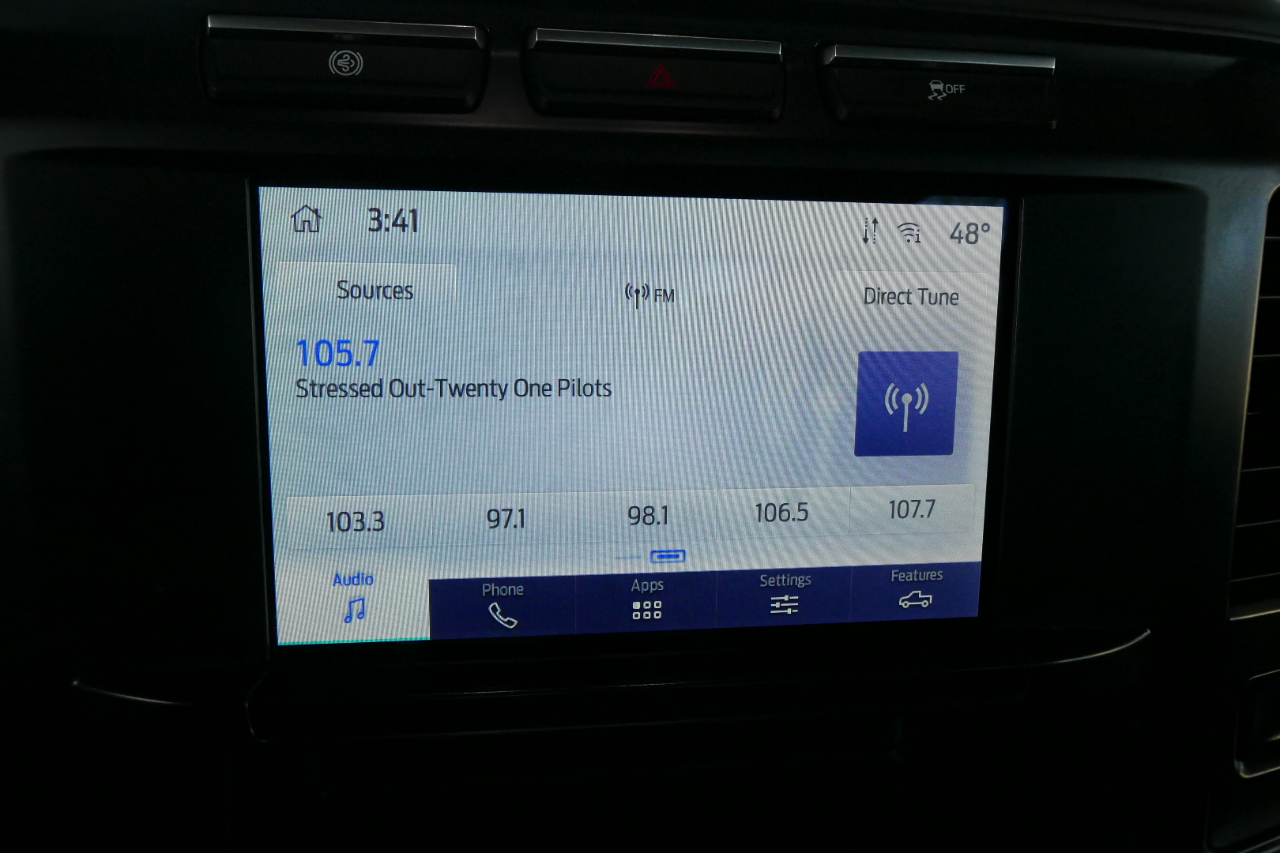 OFF
3:41
48°
Sources
FM
Direct Tune
105.7
Stressed Out-Twenty One Pilots
103.3 97.1 98.1 106.5 107.7
Audio Phone Apps Settings Features